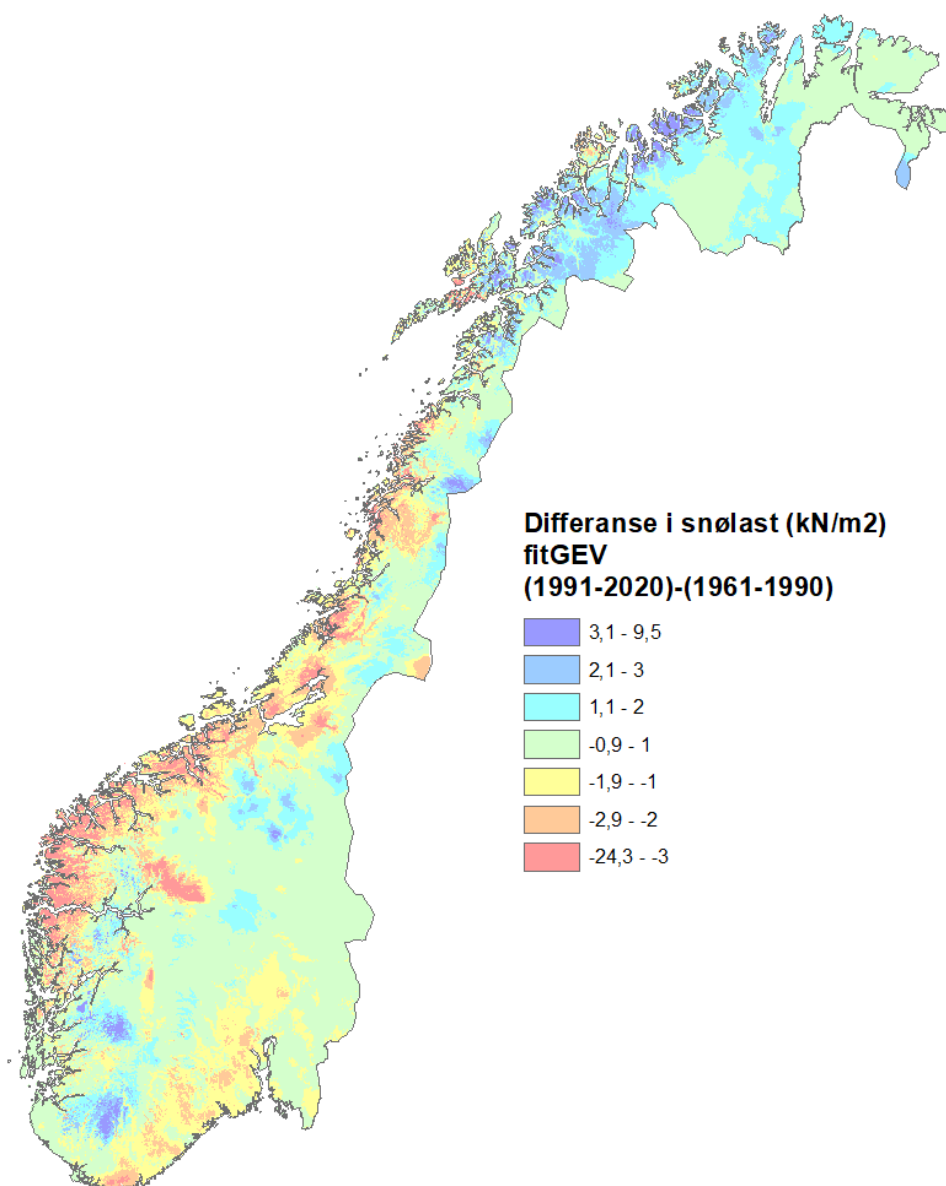 Differanse i snølast (kN/m2)
fitGEV
(1991-2020)-(1961-1990)
3,1 - 9,5
2,1 - 3
1,1 - 2
-0,9 - 1
-1,9 - -1
-2,9 - -2
-24,3 - -3